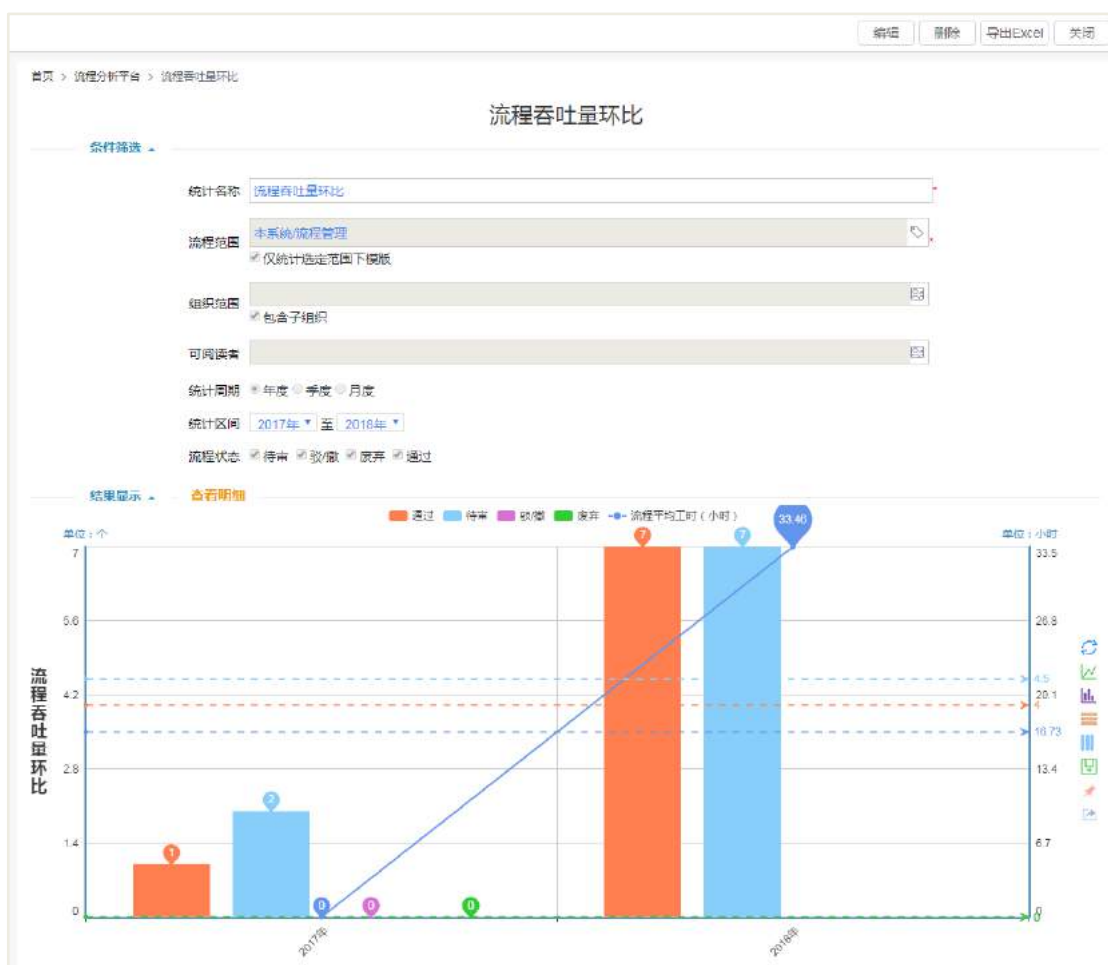 编辑 删除 导出Excel 关闭
首页 > 流程分析平台 > 流程吞吐量环比
流程吞吐量环比
条件筛选
统计名称 流程吞吐量环比 *
流程范围 本系统/流程管理 *
仅统计选定范围下模版
组织范围
包含子组织
可阅读者
统计周期 年度 季度 月度
统计区间 2017年 至 2018年
流程状态 待审 驳/撤 废弃 通过
结果显示 查看明细
通过 待审 驳/撤 废弃 流程平均工时(小时)
单位:个 单位:小时
33.46
7 7
7 33.5
5.6 26.8
4.5
4.2 20.1
4
16.73
流程吞吐量环比
2.8 13.4
2
1.4 6.7
1
0 0 0
0 0
0
2017年 2018年